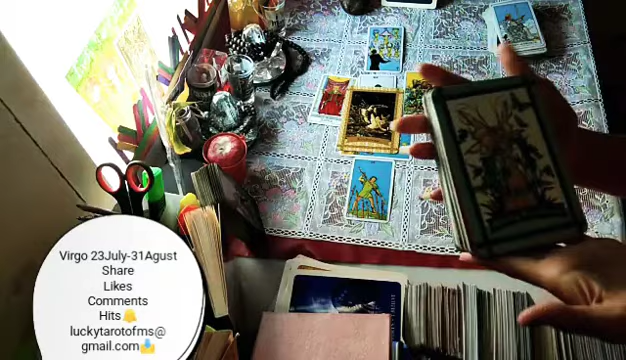 Virgo 23July-31Agust
Share
Likes
Comments
Hits🔔
luckytarotofms@
gmail.com📩